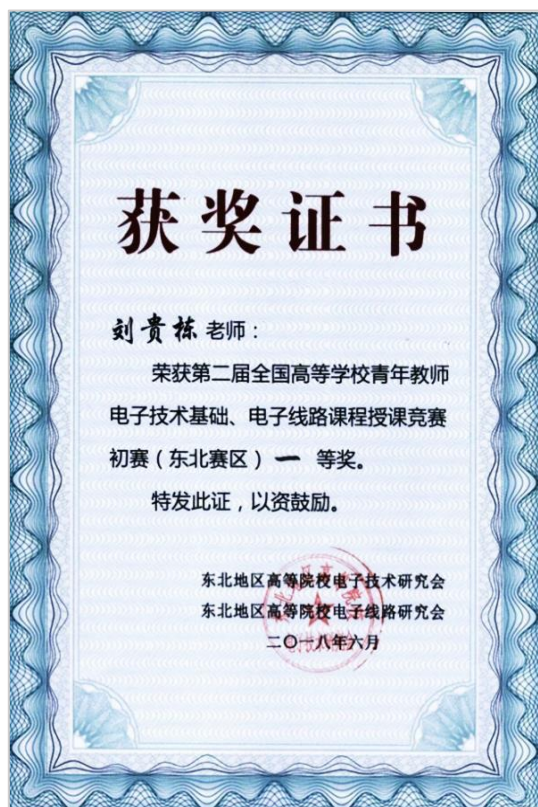 获奖证书
刘贵栋 老师：
荣获第二届全国高等学校青年教师
电子技术基础、电子线路课程授课竞赛
初赛（东北赛区） 一 等奖。
特发此证，以资鼓励。
东北地区高等院校电子技术研究会
东北地区高等院校电子线路研究会
二〇一八年六月